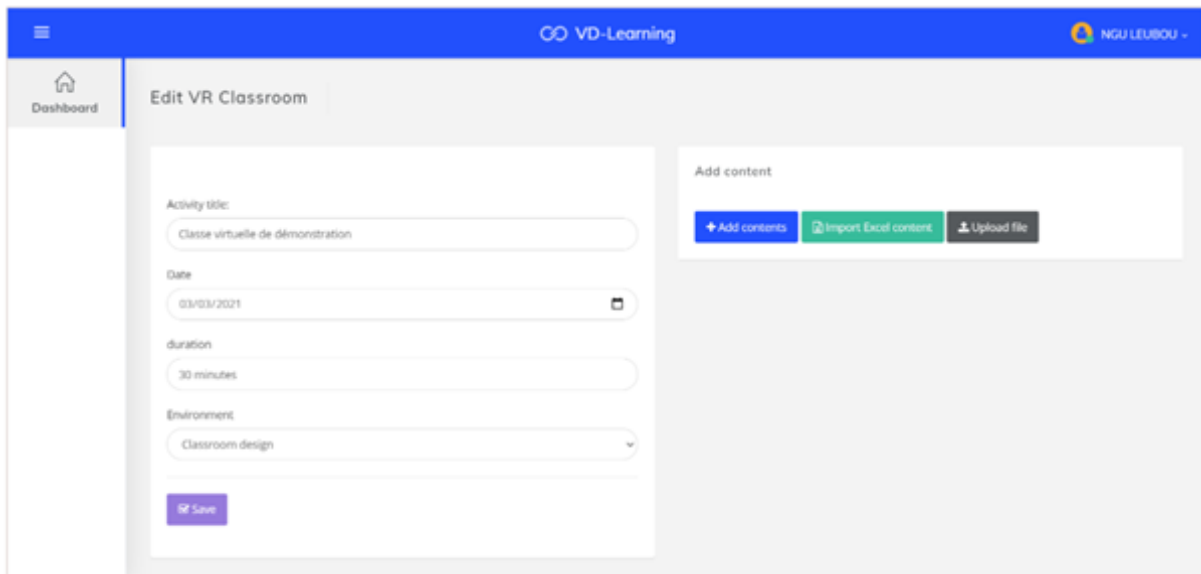 VD-Learning
NGU LEUBOU
Dashboard
Edit VR Classroom
Activity title:
Classe virtuelle de démonstration
Date
03/03/2021
duration
30 minutes
Environment
Classroom design
Save
Add content
Add contents
Import Excel content
Upload file